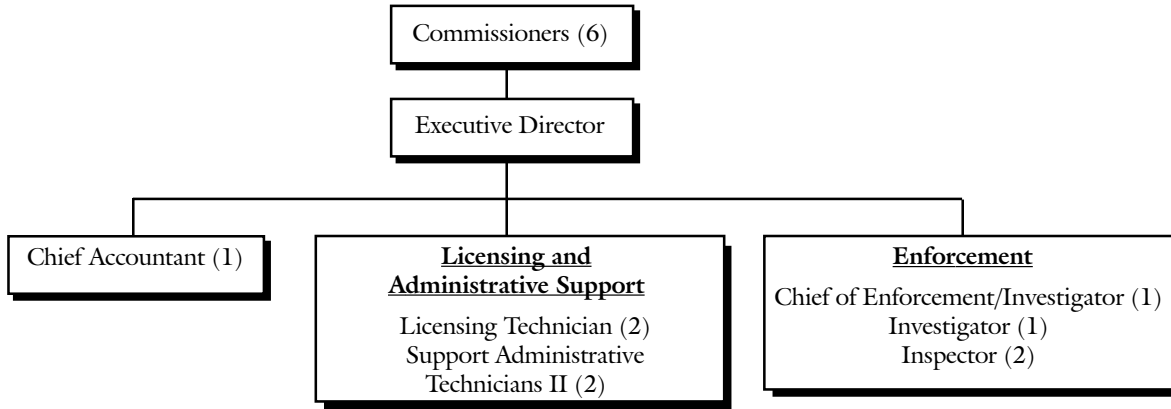 Commissioners (6)
Executive Director
Chief Accountant (1)
Licensing and
Administrative Support
Licensing Technician (2)
Support Administrative
Technicians II (2)
Enforcement
Chief of Enforcement/Investigator (1)
Investigator (1)
Inspector (2)